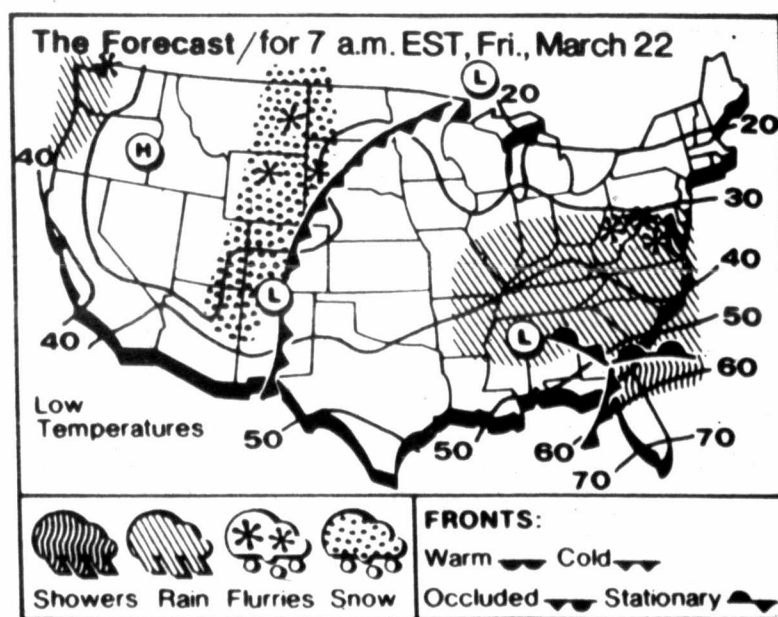 The Forecast / for 7 a.m. EST, Fri., March 22
L
20
20
40
H
30
40
L
50
L
60
40
Low
Temperatures
50
50
60
70
70
FRONTS:
Warm Cold
Showers Rain Flurries Snow
Occluded Stationary